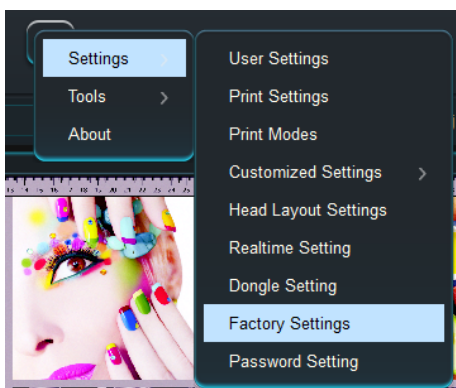 Settings
Tools
About
User Settings
Print Settings
Print Modes
Customized Settings
Head Layout Settings
Realtime Setting
Dongle Setting
Factory Settings
Password Setting